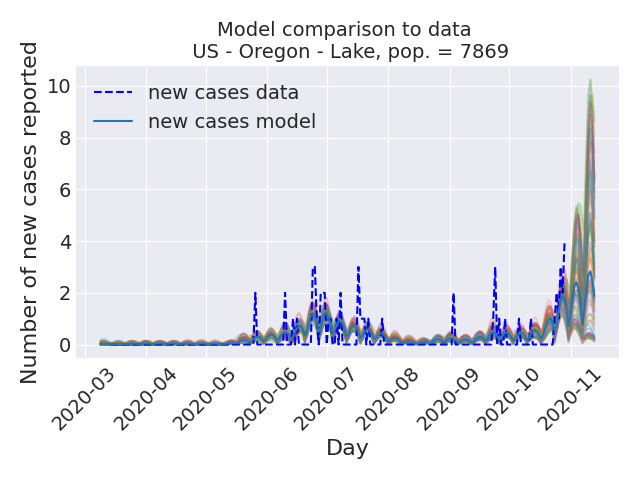 Model comparison to data
US - Oregon - Lake, pop. = 7869
Number of new cases reported
10
8
6
4
2
0
new cases data
new cases model
2020-03
2020-04
2020-05
2020-06
2020-07
2020-08
2020-09
2020-10
2020-11
Day